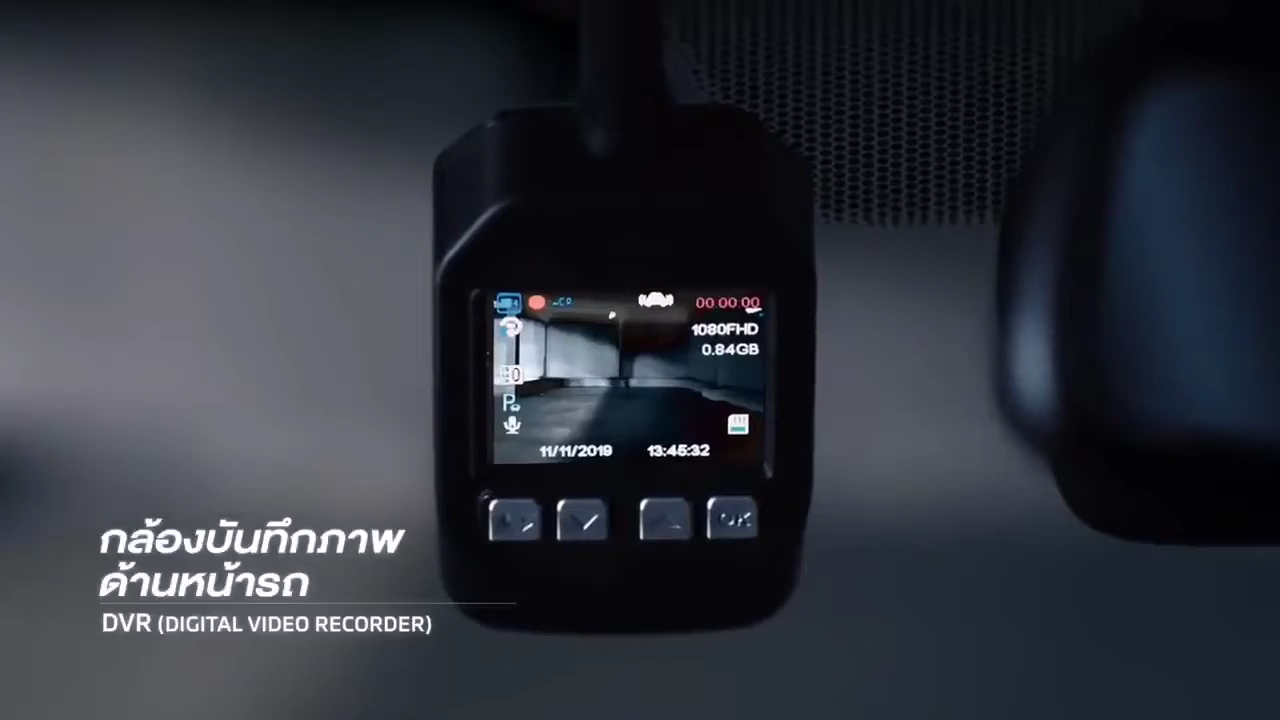 00:00:00
1080FHD
0.84GB
11/11/2019 13:45:32
OK
กล้องบันทึกภาพ
ด้านหน้ารถ
DVR (DIGITAL VIDEO RECORDER)